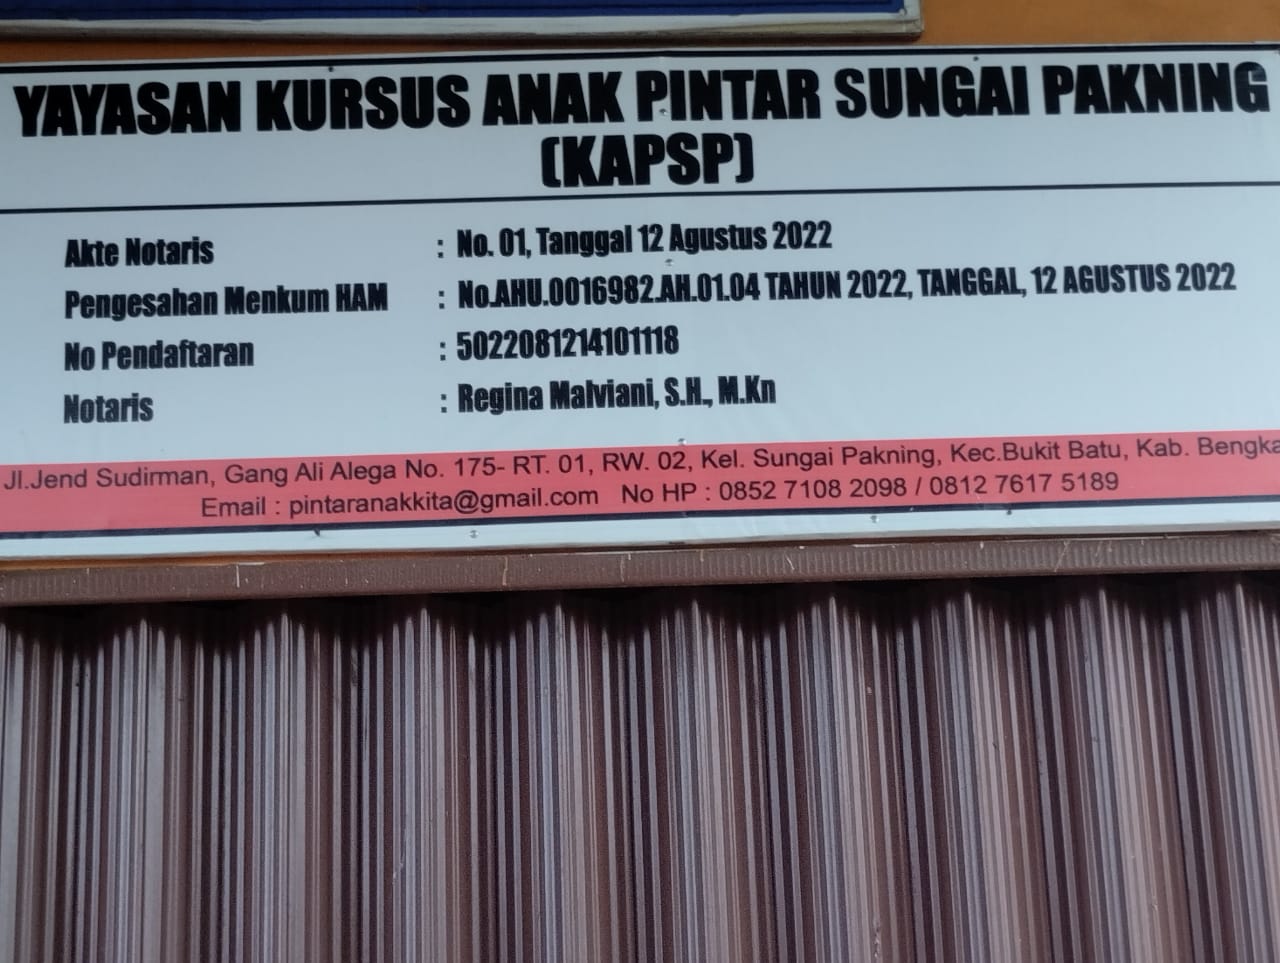 YAYASAN KURSUS ANAK PINTAR SUNGAI PAKNING
(KAPSP)
Akte Notaris : No. 01, Tanggal 12 Agustus 2022
Pengesahan Menkum HAM : No.AHU.0016982.AH.01.04 TAHUN 2022, TANGGAL, 12 AGUSTUS 2022
No Pendaftaran : 5022081214101118
Notaris : Regina Malviani, S.H., M.Kn
Jl.Jend Sudirman, Gang Ali Alega No. 175- RT. 01, RW. 02, Kel. Sungai Pakning, Kec.Bukit Batu, Kab. Bengka
Email : pintaranakkita@gmail.com No HP : 0852 7108 2098 / 0812 7617 5189